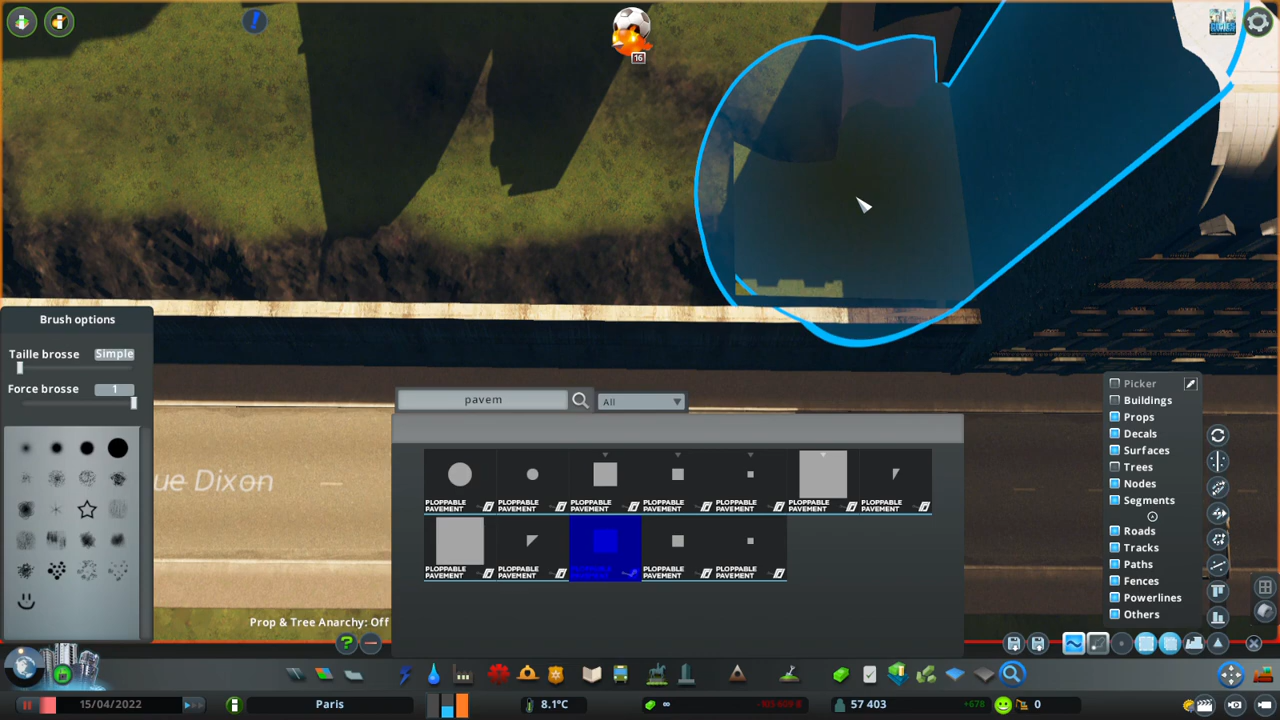 16
Brush options
Taille brosse Simple
Force brosse 1
pavem
All
PLOPPABLE PAVEMENT PLOPPABLE PAVEMENT PLOPPABLE PAVEMENT PLOPPABLE PAVEMENT PLOPPABLE PAVEMENT PLOPPABLE PAVEMENT PLOPPABLE PAVEMENT
PLOPPABLE PAVEMENT PLOPPABLE PAVEMENT PLOPPABLE PAVEMENT PLOPPABLE PAVEMENT PLOPPABLE PAVEMENT
ue Dixon
Prop & Tree Anarchy: Off
Picker
Buildings
Props
Decals
Surfaces
Trees
Nodes
Segments
Roads
Tracks
Paths
Fences
Powerlines
Others
15/04/2022
Paris
8.1°C
∞
57 403
+678
0